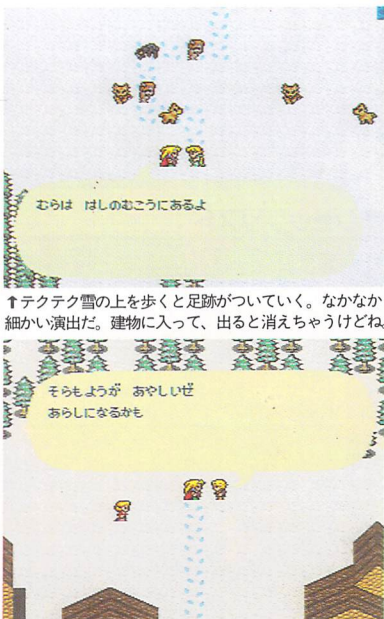 むらは　はしのむこうにあるよ
↑テクテク雪の上を歩くと足跡がついていく。なかなか
細かい演出だ。建物に入って、出ると消えちゃうけどね。
そらもようが　あやしいぜ
あらしになるかも